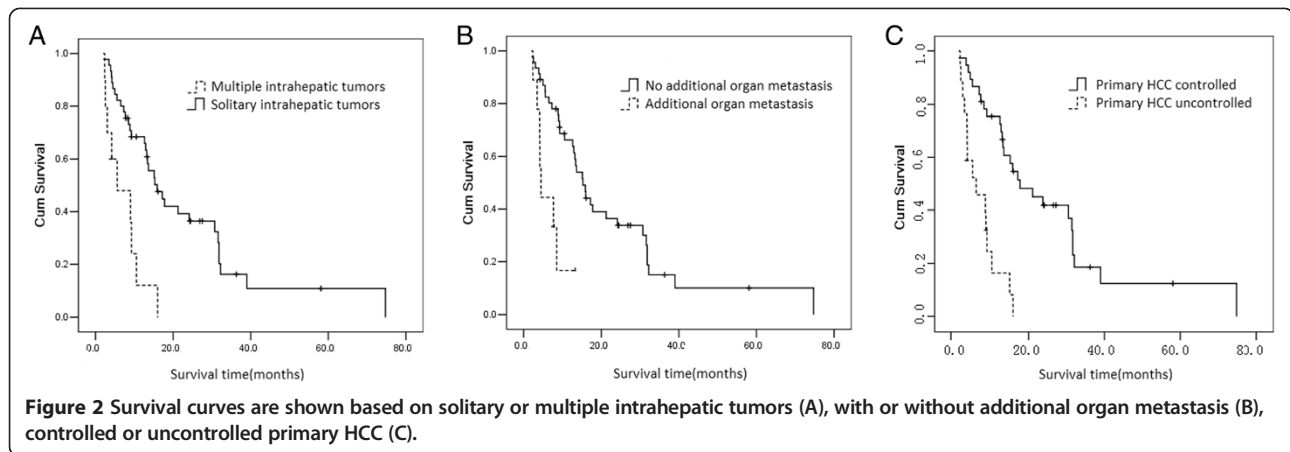 A
1.0
0.8
0.6
0.4
0.2
0.0
Cum Survival
Multiple intrahepatic tumors
Solitary intrahepatic tumors
0.0 20.0 40.0 60.0 80.0
Survival time(months)
B
1.0
0.8
0.6
0.4
0.2
0.0
Cum Survival
No additional organ metastasis
Additional organ metastasis
0.0 20.0 40.0 60.0 80.0
Survival time(months)
C
1.0
0.8
0.6
0.4
0.2
0.0
Cum Survival
Primary HCC controlled
Primary HCC uncontrolled
0.0 20.0 40.0 60.0 83.0
Survival time(months)
Figure 2 Survival curves are shown based on solitary or multiple intrahepatic tumors (A), with or without additional organ metastasis (B),
controlled or uncontrolled primary HCC (C).